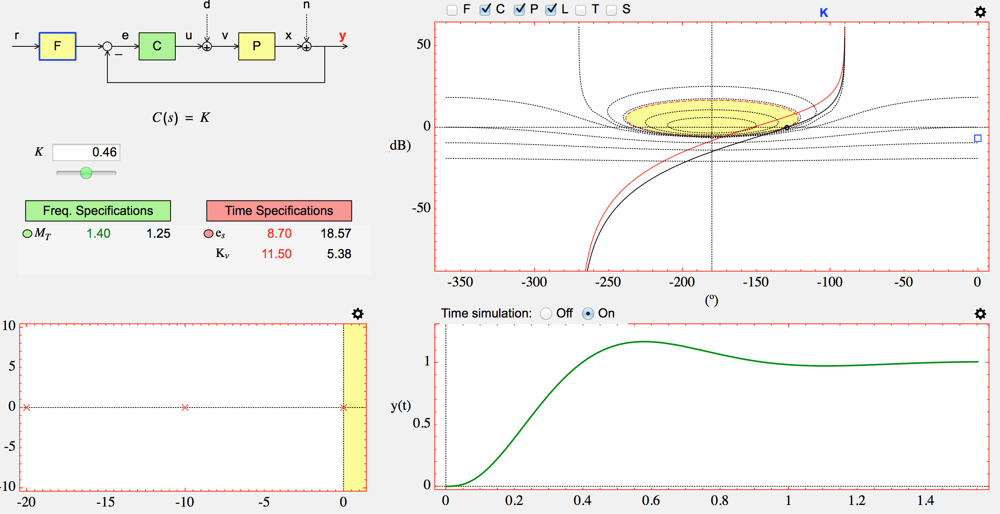 d
n
r
F
e
C
u
v
P
x
y
+
+
−
C(s) = K
K 0.46
Freq. Specifications
M_T 1.40 1.25
Time Specifications
e_s 8.70 18.57
K_v 11.50 5.38
F C P L T S
K
50
0
(dB)
-50
-350 -300 -250 -200 -150 -100 -50 0
(º)
10
5
0
-5
-10
-20 -15 -10 -5 0
Time simulation: Off On
1
y(t)
0.5
0
0 0.2 0.4 0.6 0.8 1 1.2 1.4